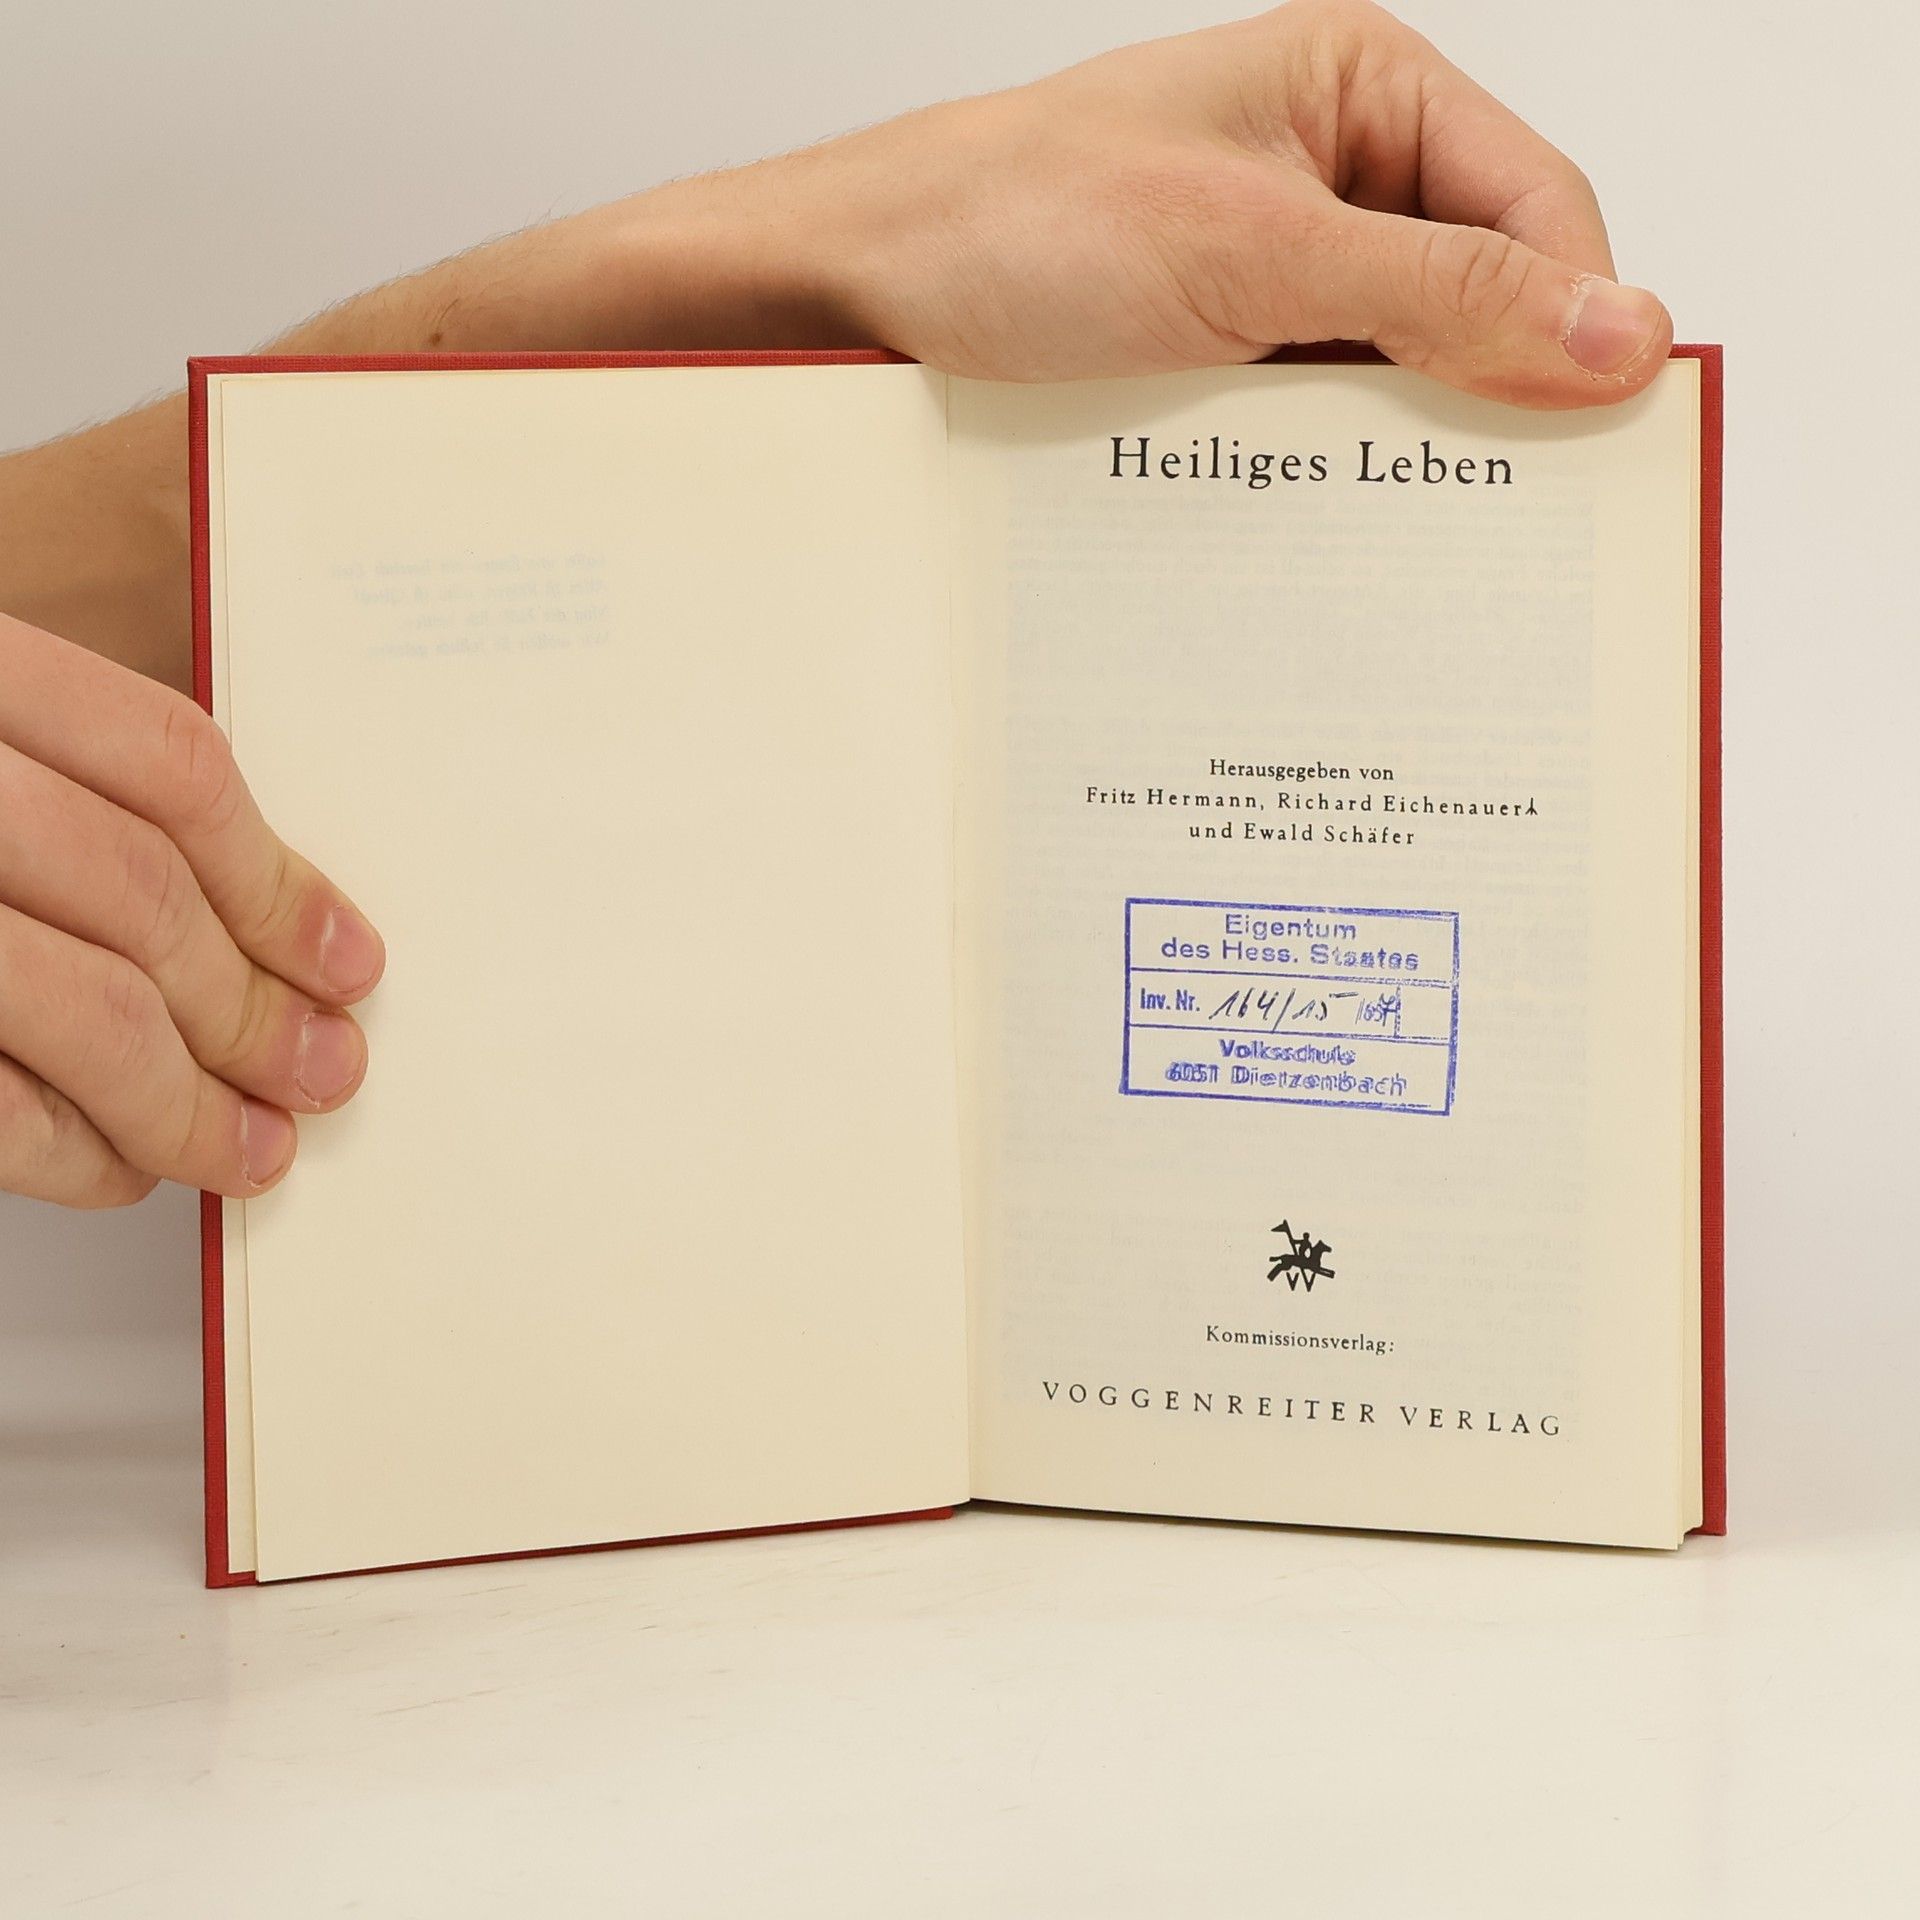 Heiliges Leben
Herausgegeben von
Fritz Hermann, Richard Eichenauer⅄
und Ewald Schäfer
Eigentum
des Hess. Staates
Inv. Nr. 164/15
Volksschule
6051 Dietzenbach
Kommissionsverlag:
VOGGENREITER VERLAG